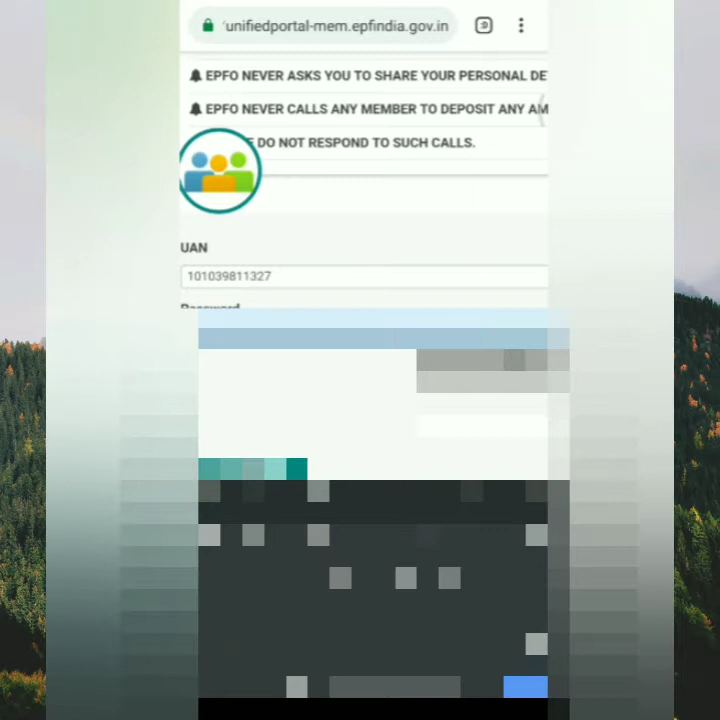 unifiedportal-mem.epfindia.gov.in
EPFO NEVER ASKS YOU TO SHARE YOUR PERSONAL DE
EPFO NEVER CALLS ANY MEMBER TO DEPOSIT ANY AM
DO NOT RESPOND TO SUCH CALLS.
UAN
101039811327
Password